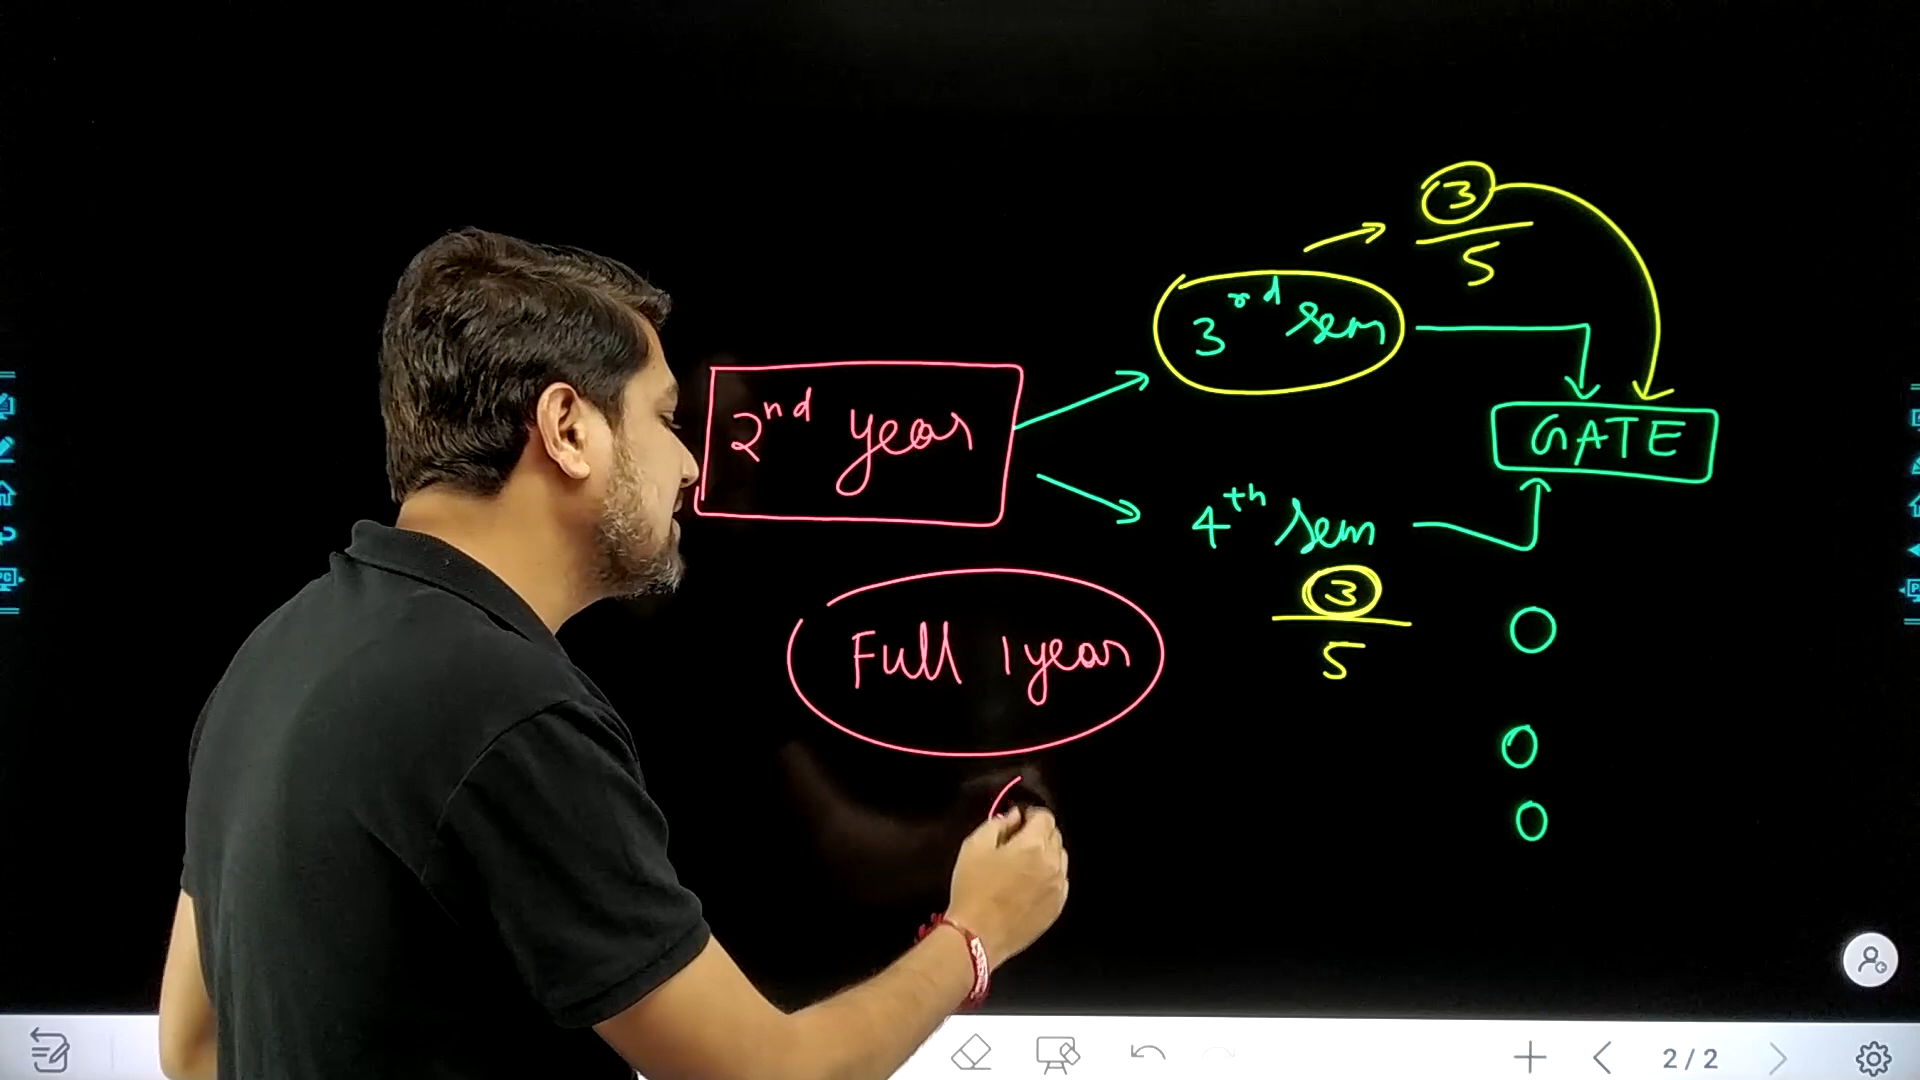 3
5
3rd sem
2nd year
GATE
4th sem
3
5
Full 1 year
2/2